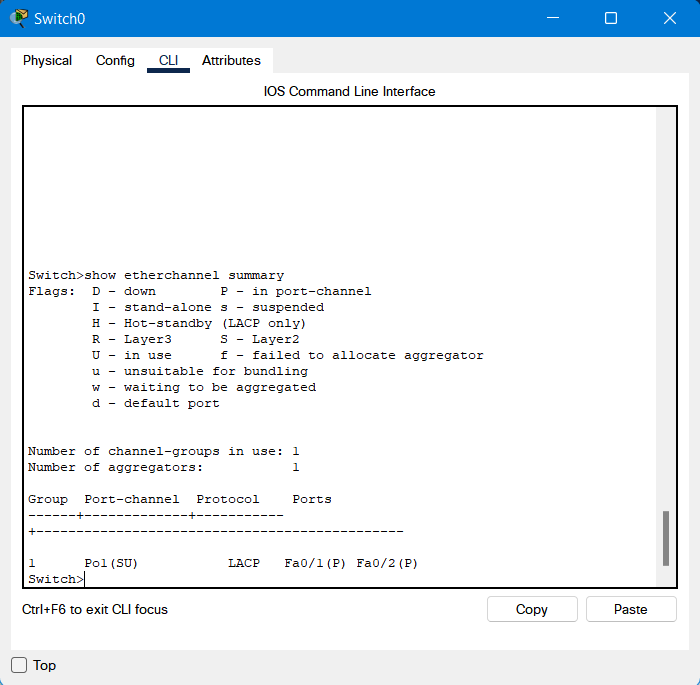 Switch0
Physical Config CLI Attributes
IOS Command Line Interface
Switch>show etherchannel summary
Flags:  D - down        P - in port-channel
        I - stand-alone s - suspended
        H - Hot-standby (LACP only)
        R - Layer3      S - Layer2
        U - in use      f - failed to allocate aggregator
        u - unsuitable for bundling
        w - waiting to be aggregated
        d - default port
Number of channel-groups in use: 1
Number of aggregators:           1
Group  Port-channel  Protocol    Ports
------+-------------+-----------
+----------------------------------------------
1      Po1(SU)           LACP   Fa0/1(P) Fa0/2(P)
Switch>
Ctrl+F6 to exit CLI focus
Copy Paste
Top